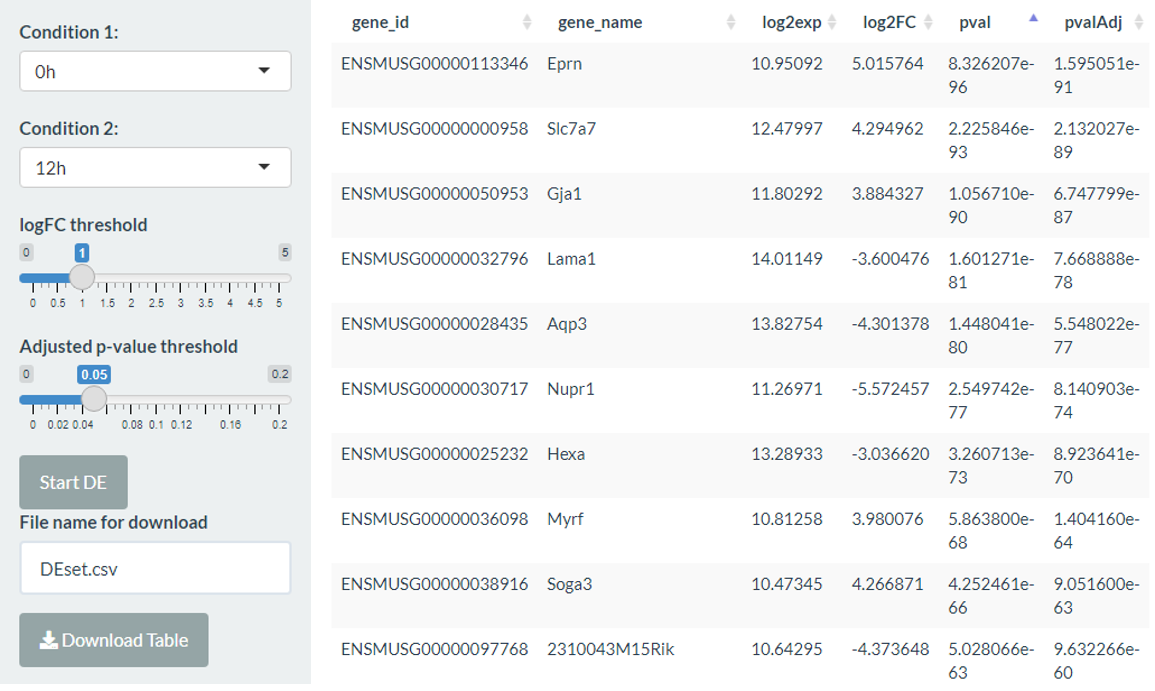 Condition 1:
0h
Condition 2:
12h
logFC threshold
0 1 5
0 0.5 1 1.5 2 2.5 3 3.5 4 4.5 5
Adjusted p-value threshold
0 0.05 0.2
0 0.02 0.04 0.08 0.1 0.12 0.16 0.2
Start DE
File name for download
DEset.csv
Download Table
gene_id gene_name log2exp log2FC pval pvalAdj
ENSMUSG00000113346 Eprn 10.95092 5.015764 8.326207e- 1.595051e-
96 91
ENSMUSG00000000958 Slc7a7 12.47997 4.294962 2.225846e- 2.132027e-
93 89
ENSMUSG00000050953 Gja1 11.80292 3.884327 1.056710e- 6.747799e-
90 87
ENSMUSG00000032796 Lama1 14.01149 -3.600476 1.601271e- 7.668888e-
81 78
ENSMUSG00000028435 Aqp3 13.82754 -4.301378 1.448041e- 5.548022e-
80 77
ENSMUSG00000030717 Nupr1 11.26971 -5.572457 2.549742e- 8.140903e-
77 74
ENSMUSG00000025232 Hexa 13.28933 -3.036620 3.260713e- 8.923641e-
73 70
ENSMUSG00000036098 Myrf 10.81258 3.980076 5.863800e- 1.404160e-
68 64
ENSMUSG00000038916 Soga3 10.47345 4.266871 4.252461e- 9.051600e-
66 63
ENSMUSG00000097768 2310043M15Rik 10.64295 -4.373648 5.028066e- 9.632266e-
63 60